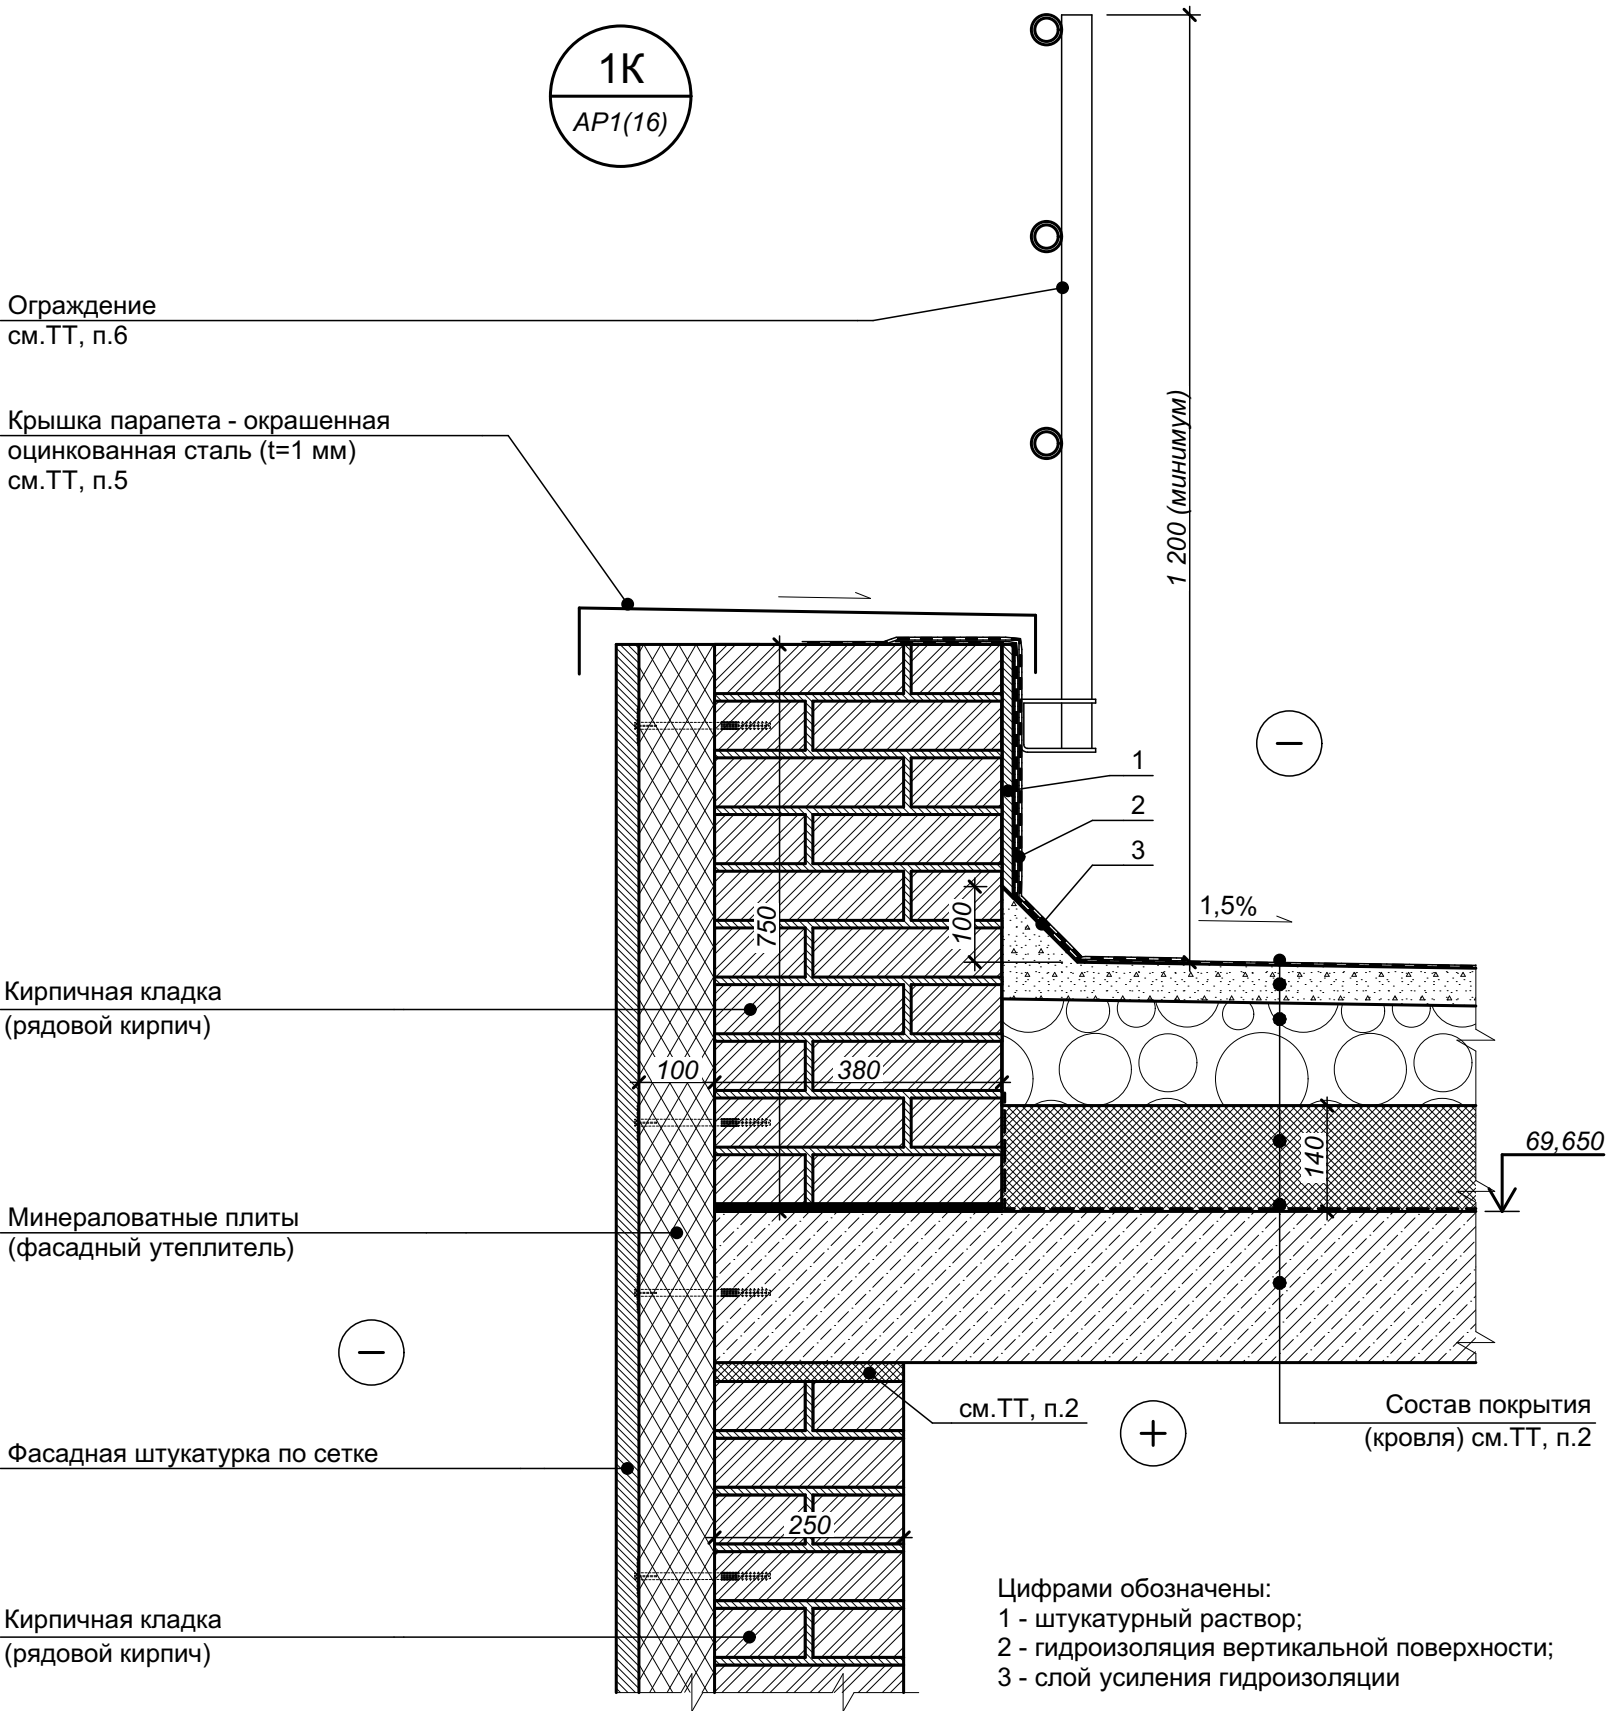 1К
АР1(16)
Ограждение
см.ТТ, п.6
Крышка парапета - окрашенная
оцинкованная сталь (t=1 мм)
см.ТТ, п.5
1 200 (минимум)
1
2
3
750
100
1,5%
Кирпичная кладка
(рядовой кирпич)
100
380
140
69,650
Минераловатные плиты
(фасадный утеплитель)
см.ТТ, п.2
Состав покрытия
(кровля) см.ТТ, п.2
Фасадная штукатурка по сетке
250
Кирпичная кладка
(рядовой кирпич)
Цифрами обозначены:
1 - штукатурный раствор;
2 - гидроизоляция вертикальной поверхности;
3 - слой усиления гидроизоляции